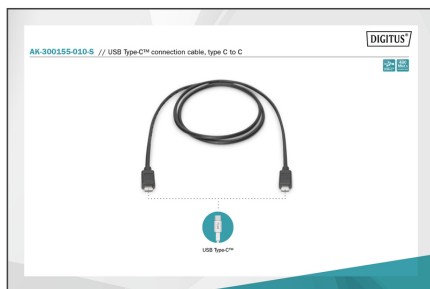 DIGITUS®
AK-300155-010-S // USB Type-C™ connection cable, type C to C
USB Type-C™